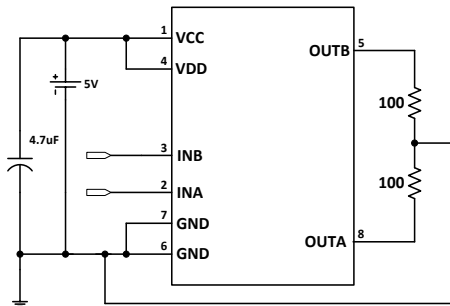 1 VCC
OUTB 5
4 VDD
+ 5V
-
100
4.7uF
3 INB
2 INA
100
7 GND
OUTA 8
6 GND